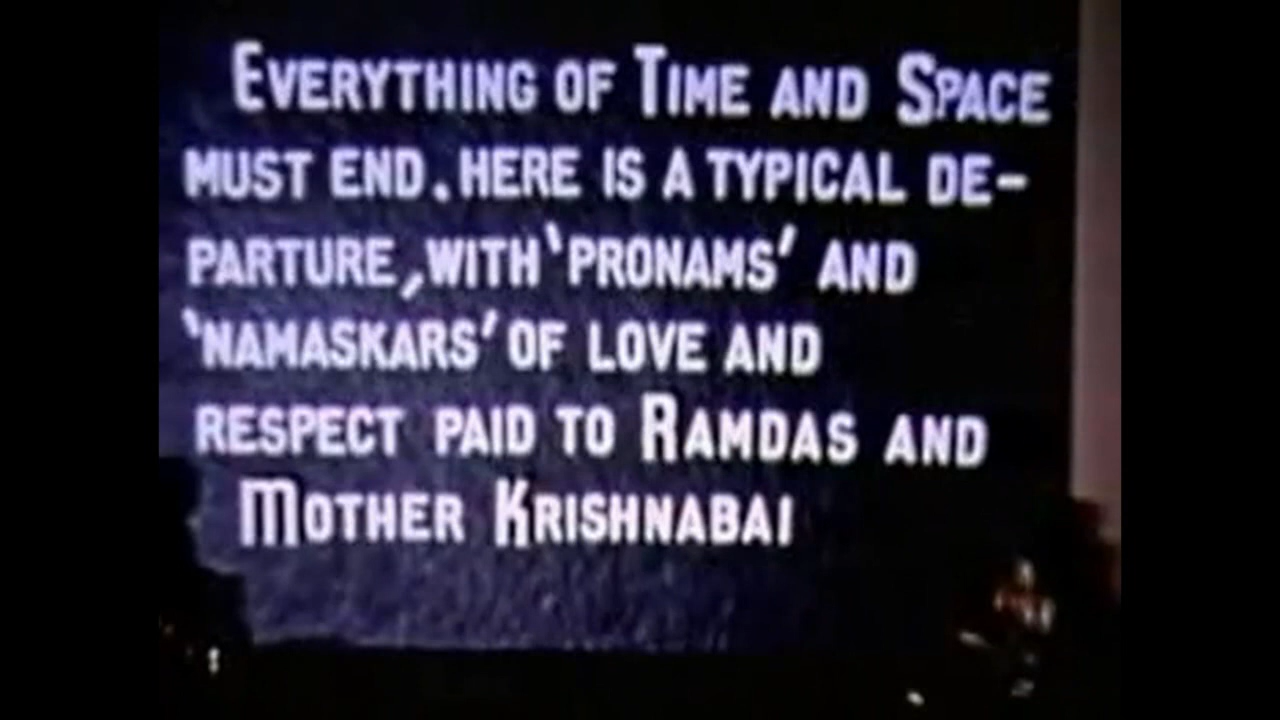 EVERYTHING OF TIME AND SPACE
MUST END. HERE IS A TYPICAL DE-
PARTURE, WITH 'PRONAMS' AND
'NAMASKARS' OF LOVE AND
RESPECT PAID TO RAMDAS AND
MOTHER KRISHNABAI